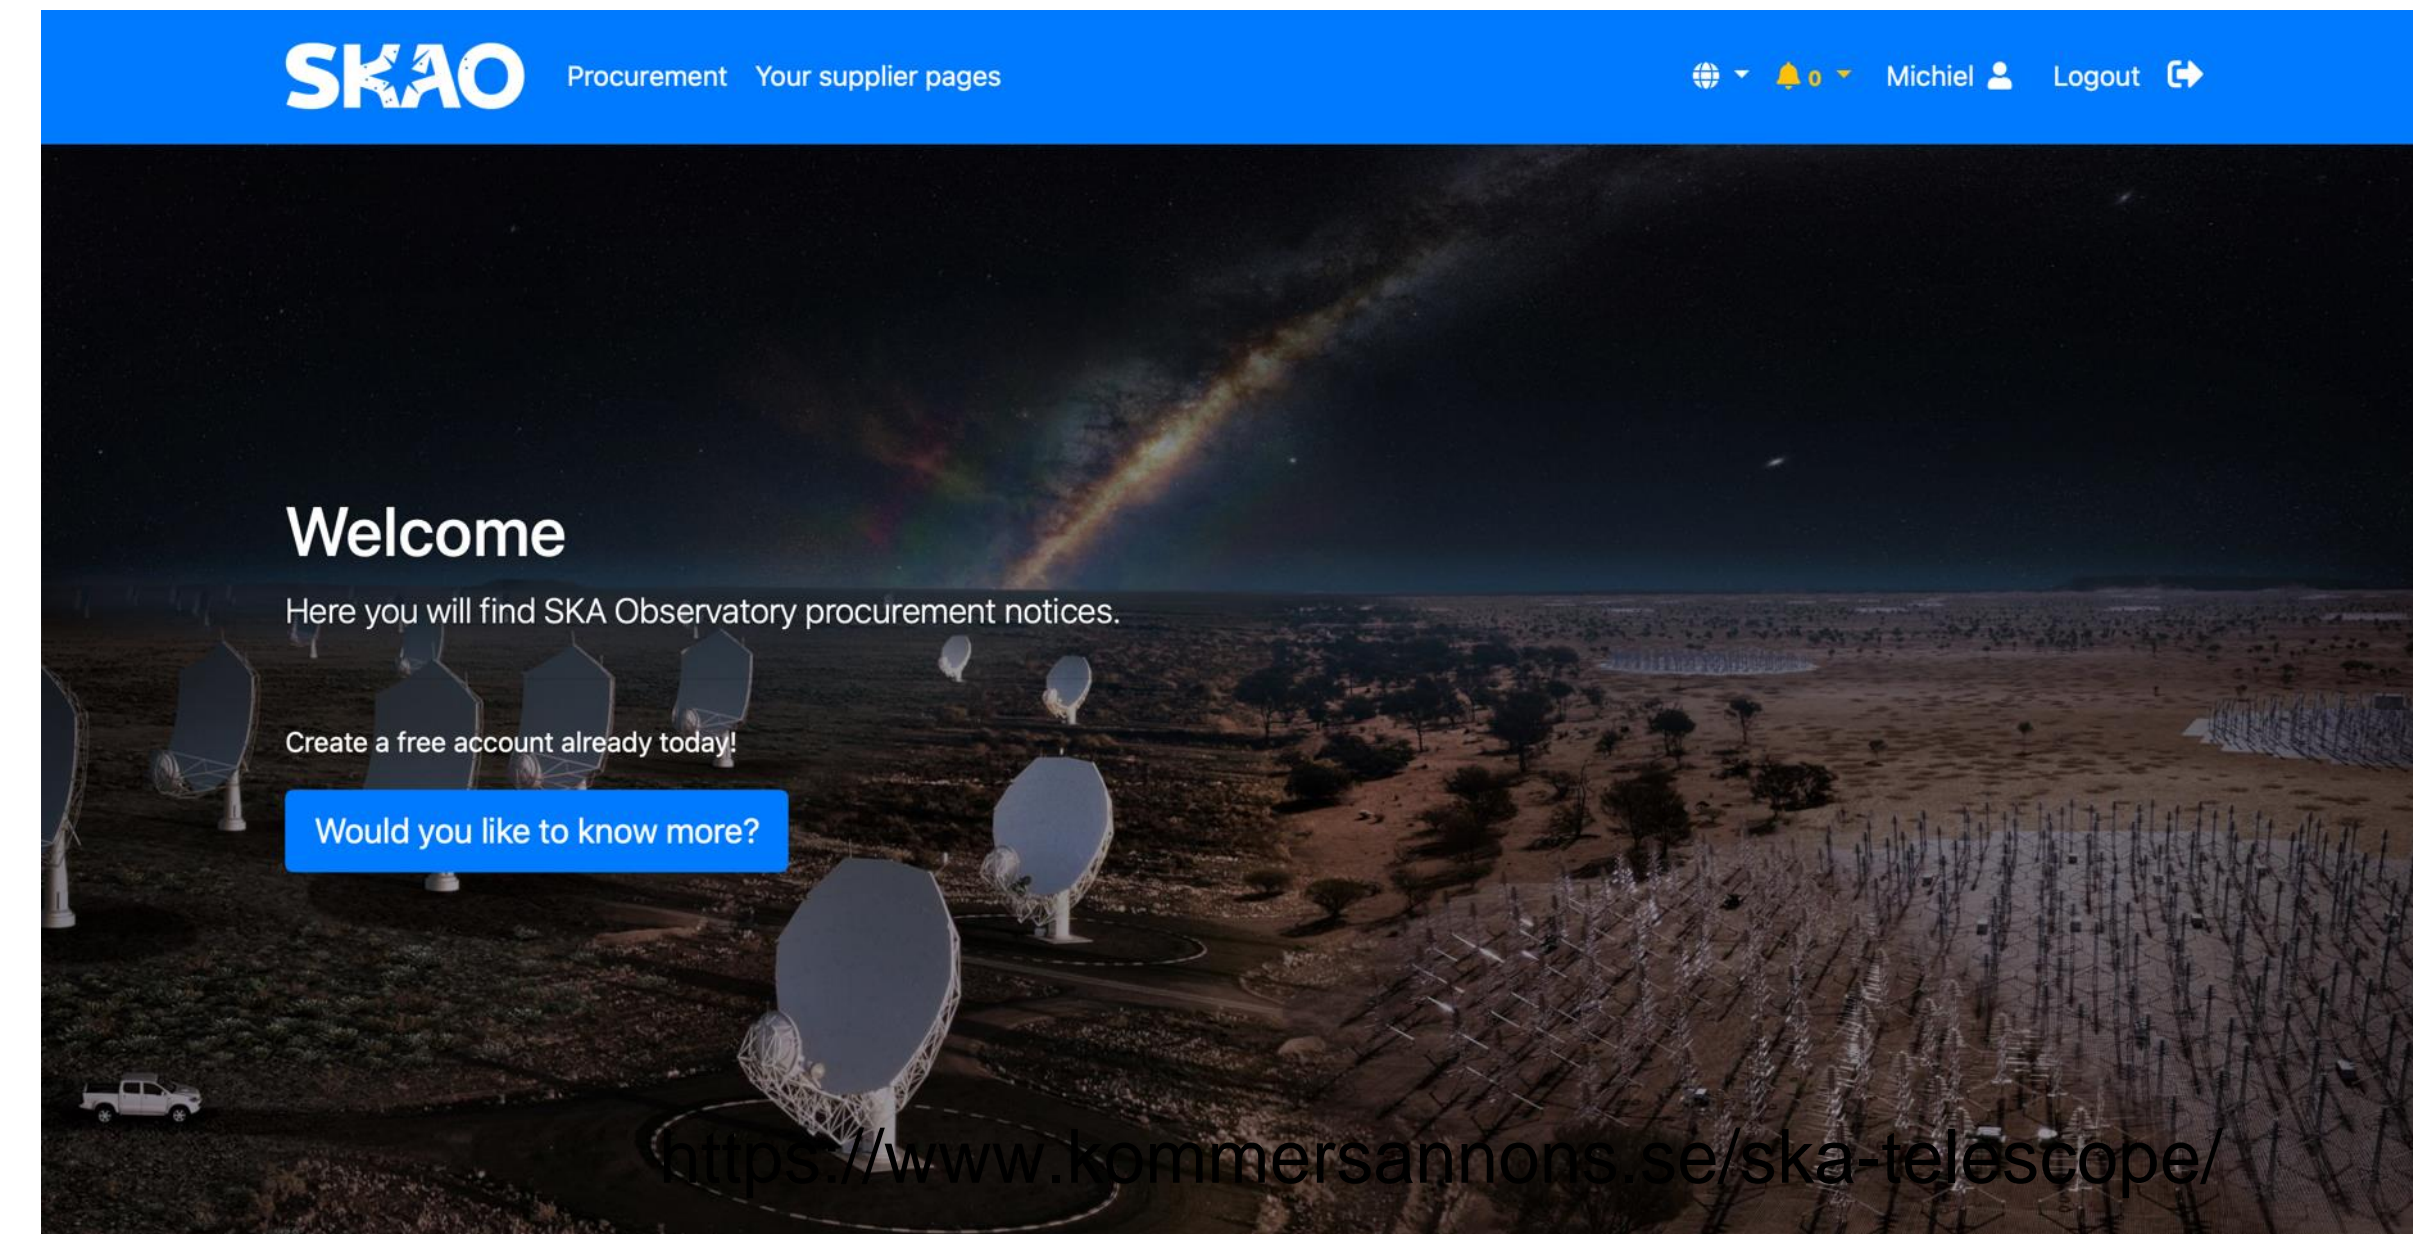 SKAO Procurement Your supplier pages 0 Michiel Logout
Welcome
Here you will find SKA Observatory procurement notices.
Create a free account already today!
Would you like to know more?
https://www.kommersannons.se/ska-telescope/